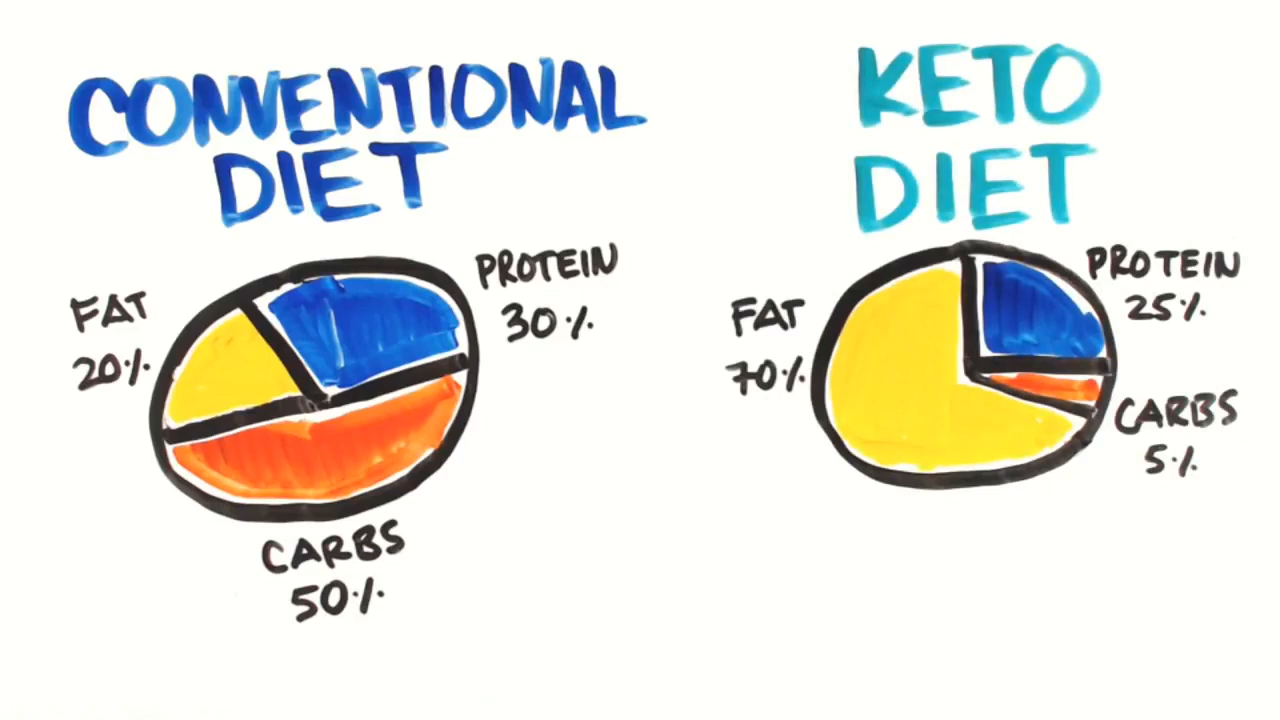 CONVENTIONAL
DIET
FAT
20%
PROTEIN
30%
CARBS
50%
KETO
DIET
FAT
70%
PROTEIN
25%
CARBS
5%